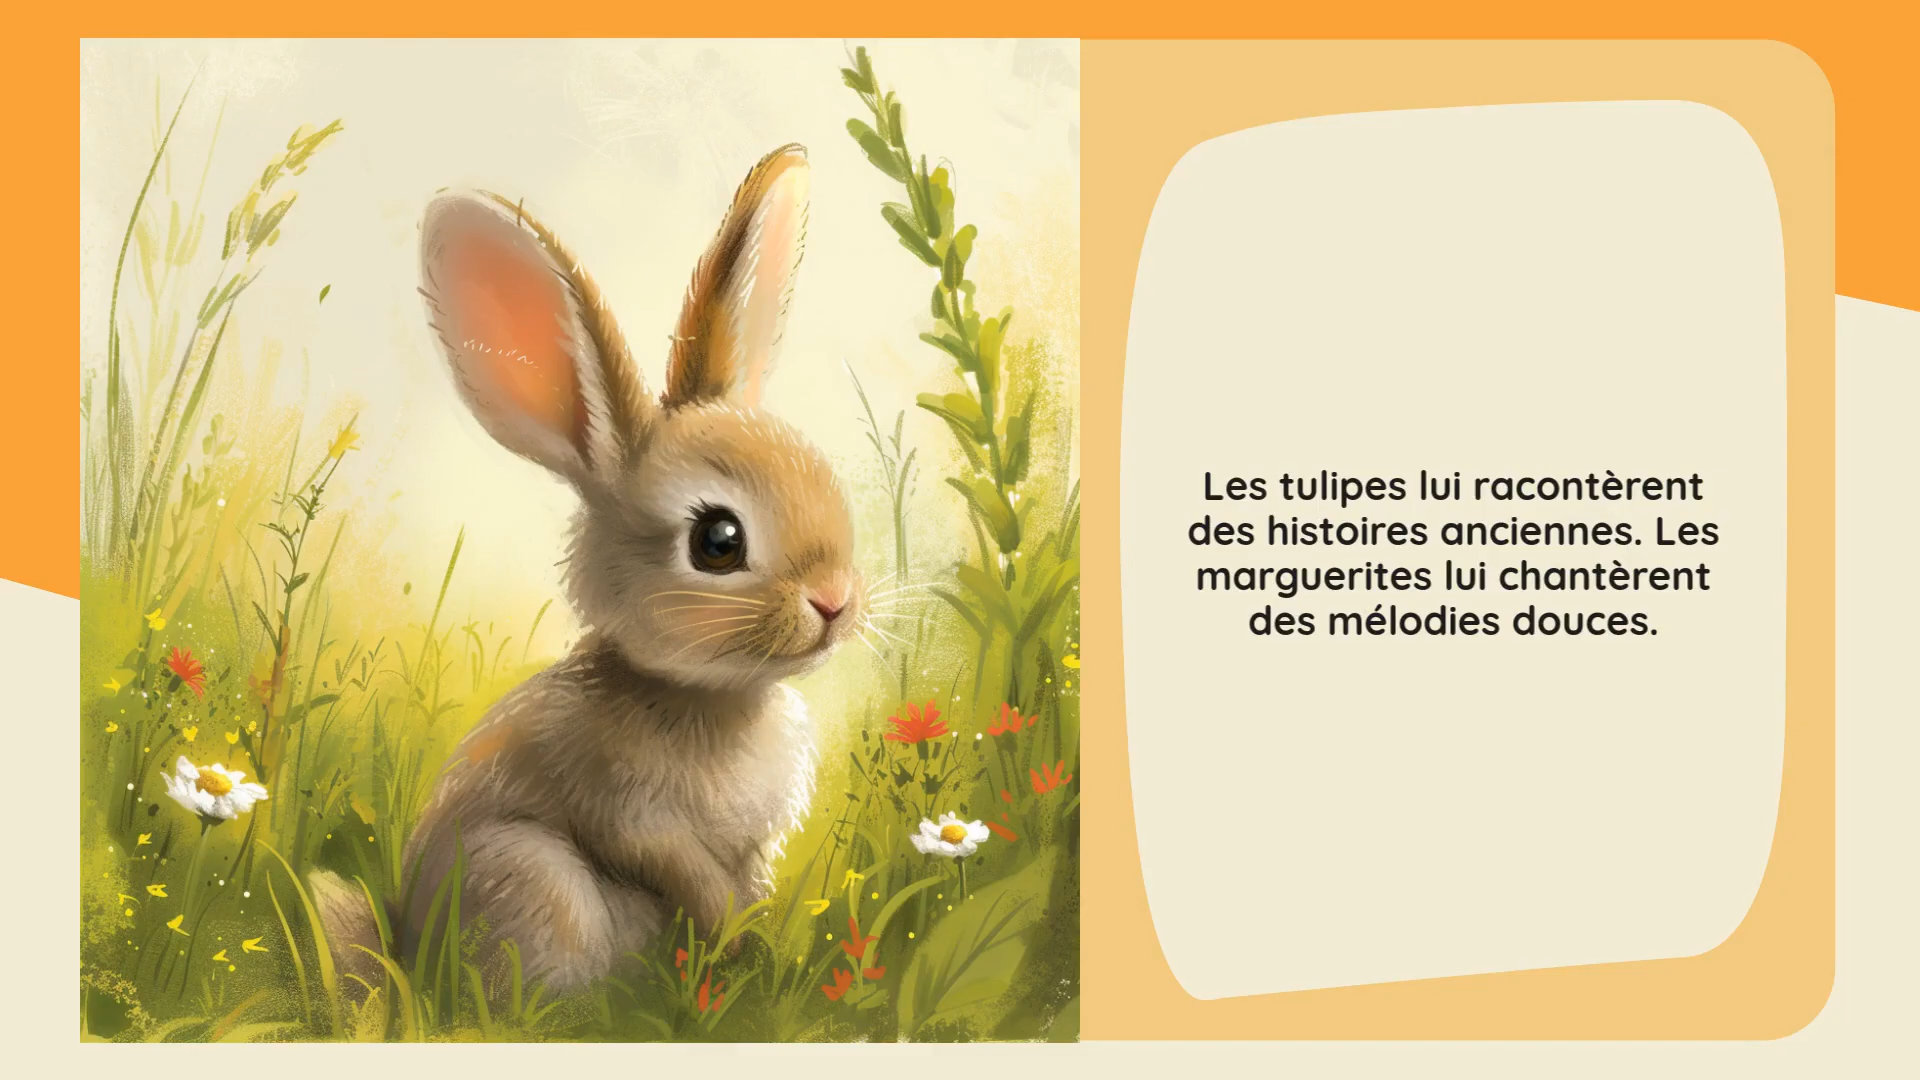 Les tulipes lui racontèrent
des histoires anciennes. Les
marguerites lui chantèrent
des mélodies douces.